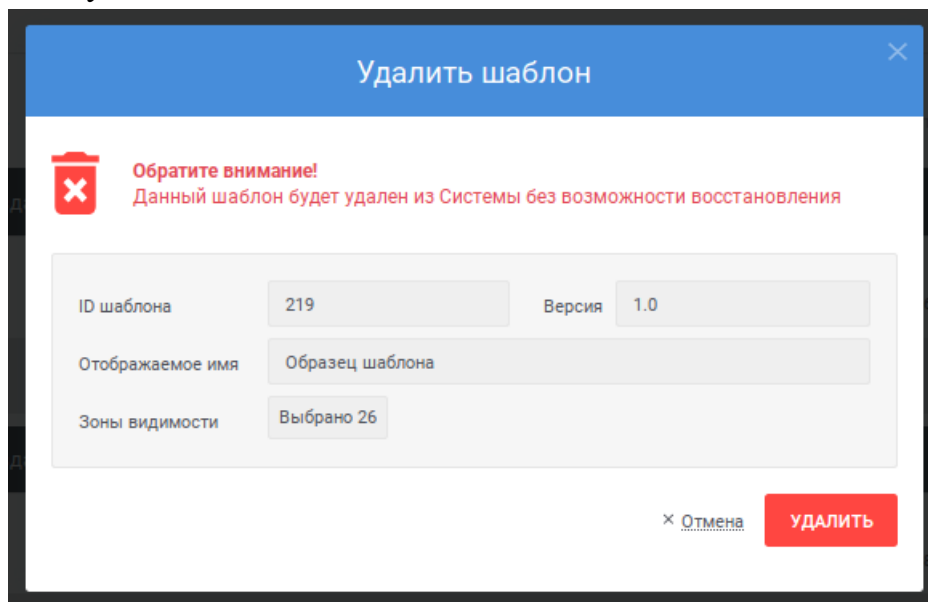 Удалить шаблон
Обратите внимание!
Данный шаблон будет удален из Системы без возможности восстановления
ID шаблона 219 Версия 1.0
Отображаемое имя Образец шаблона
Зоны видимости Выбрано 26
× Отмена УДАЛИТЬ